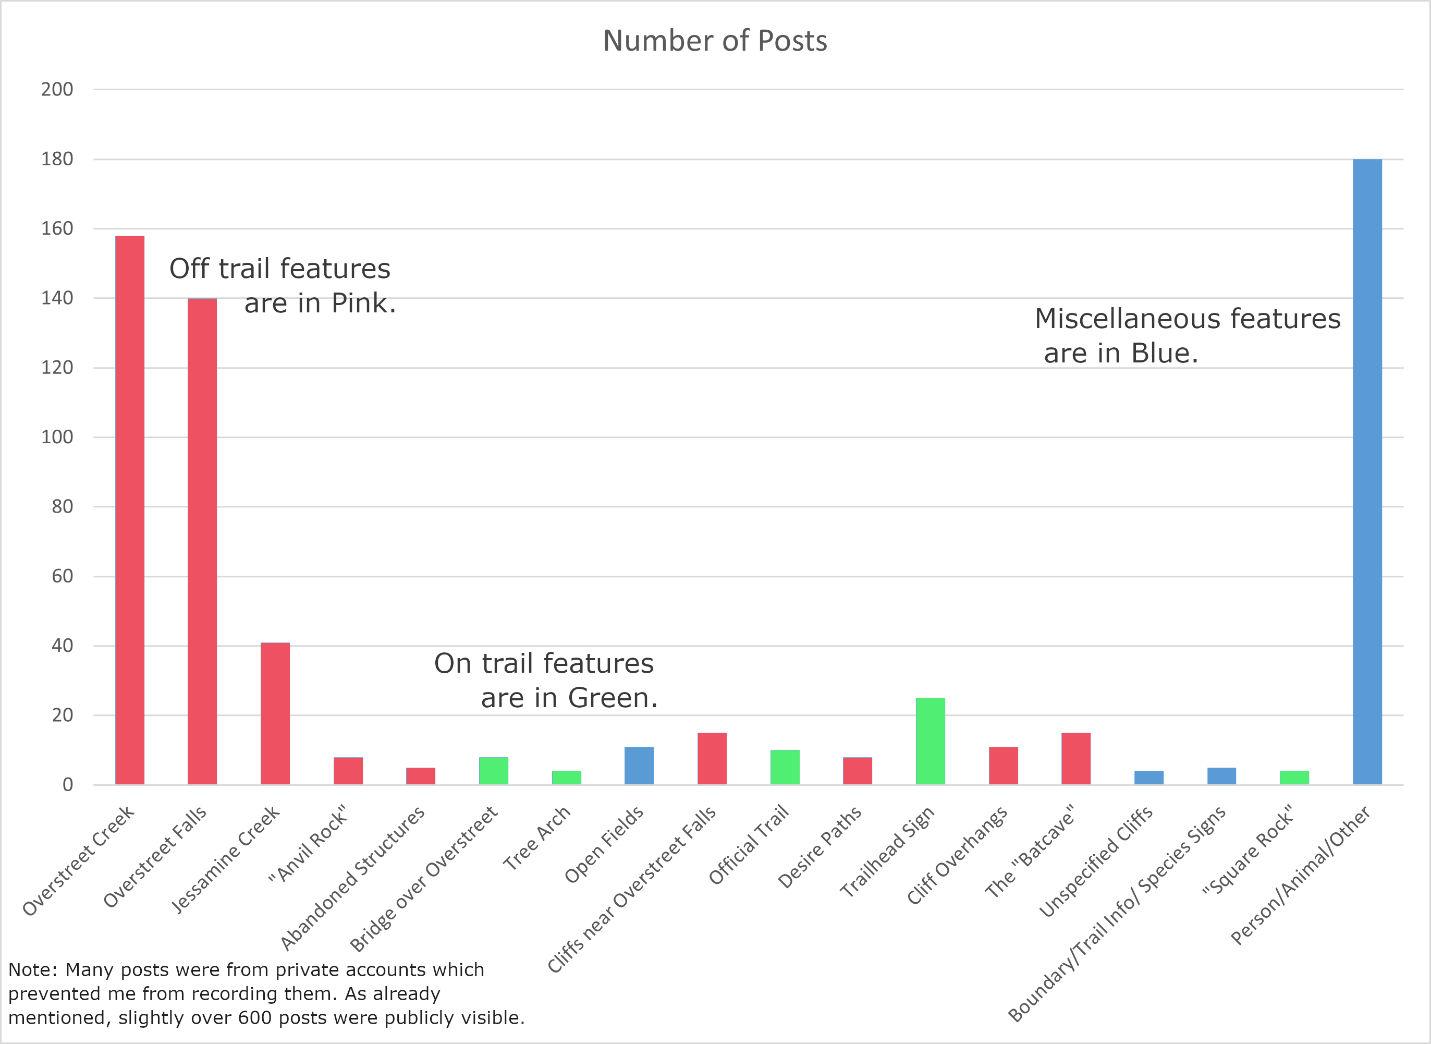 Number of Posts
200
180
160
140
120
100
80
60
40
20
0
Off trail features
are in Pink.
Miscellaneous features
are in Blue.
On trail features
are in Green.
Overstreet Creek
Overstreet Falls
Jessamine Creek
"Anvil Rock"
Abandoned Structures
Bridge over Overstreet
Tree Arch
Open Fields
Cliffs near Overstreet Falls
Official Trail
Desire Paths
Trailhead Sign
Cliff Overhangs
The "Batcave"
Unspecified Cliffs
Boundary/Trail Info/ Species Signs
"Square Rock"
Person/Animal/Other
Note: Many posts were from private accounts which
prevented me from recording them. As already
mentioned, slightly over 600 posts were publicly visible.